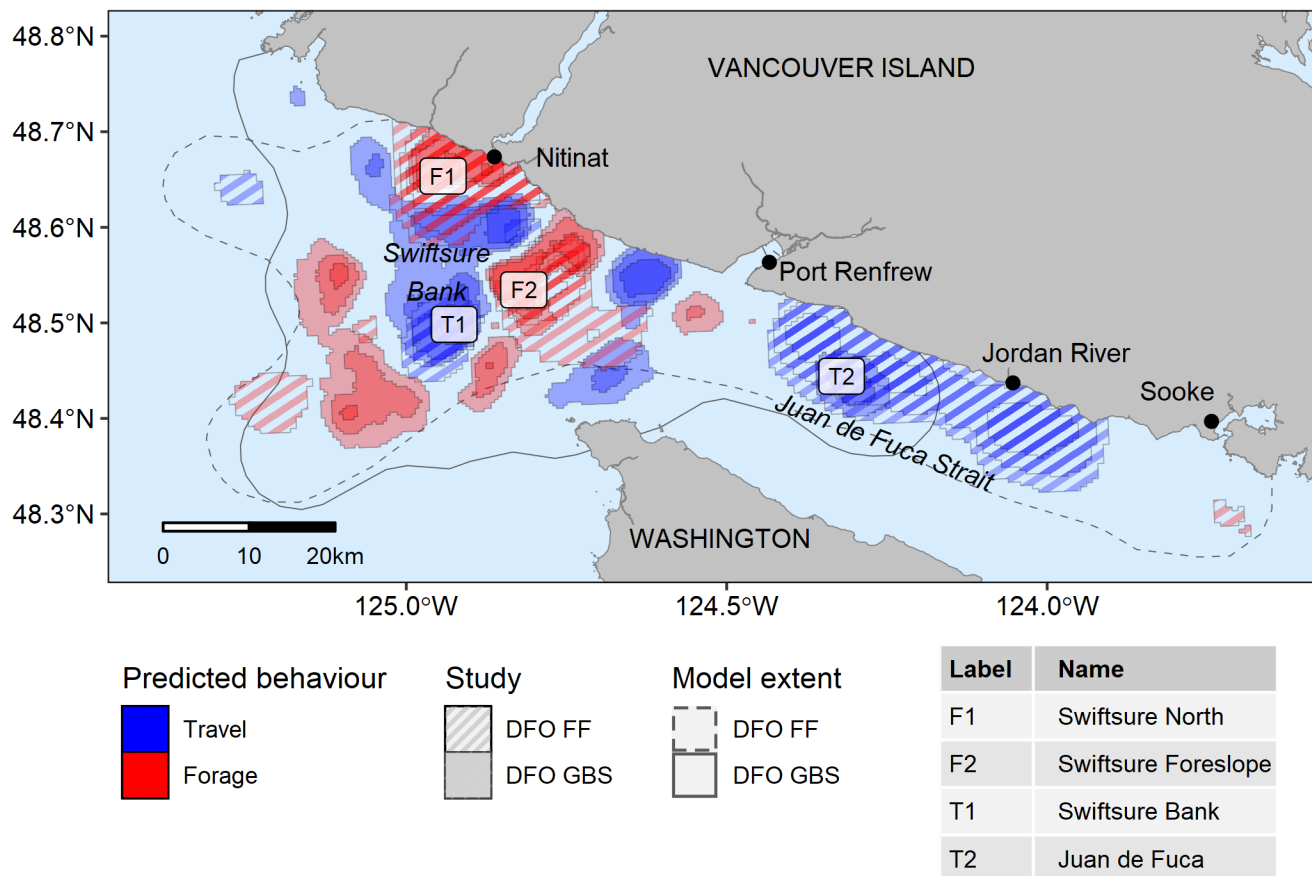 48.8°N
48.7°N
48.6°N
48.5°N
48.4°N
48.3°N
VANCOUVER ISLAND
Nitinat
F1
Swiftsure
Bank
F2
T1
Port Renfrew
T2
Jordan River
Sooke
Juan de Fuca Strait
WASHINGTON
0 10 20km
125.0°W 124.5°W 124.0°W
Predicted behaviour
Travel
Forage
Study
DFO FF
DFO GBS
Model extent
DFO FF
DFO GBS
Label Name
F1 Swiftsure North
F2 Swiftsure Foreslope
T1 Swiftsure Bank
T2 Juan de Fuca